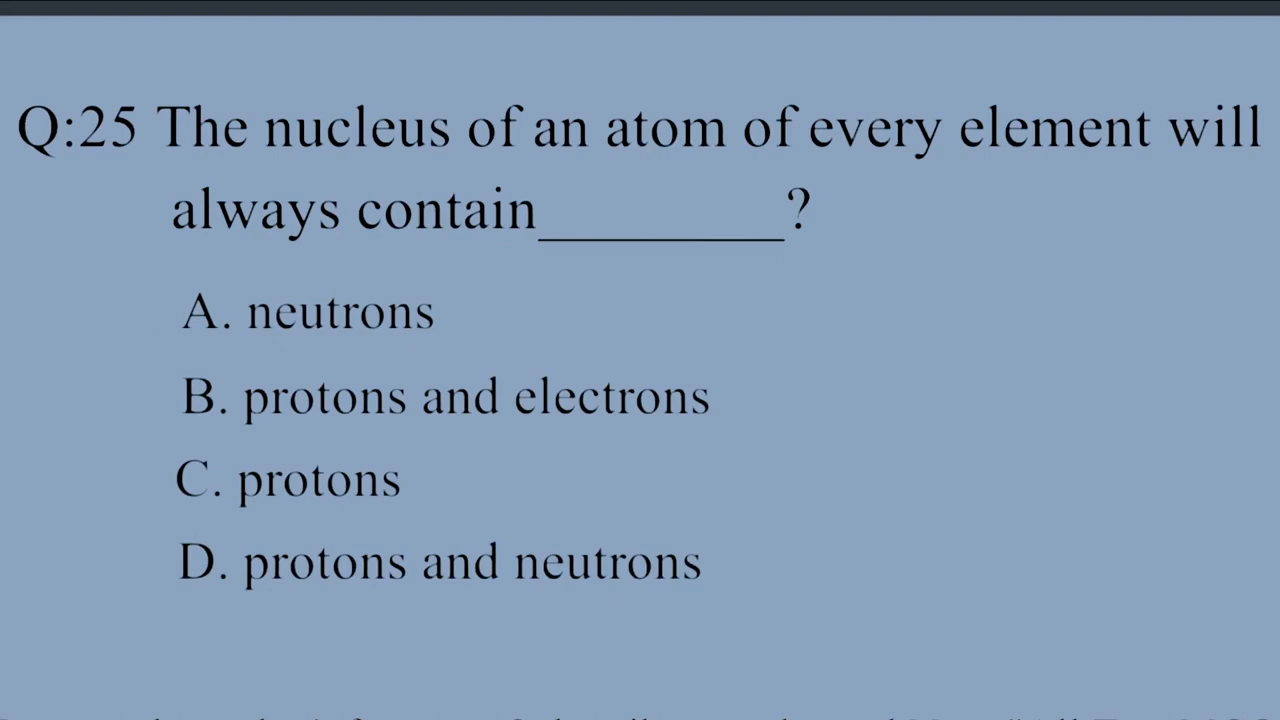 Q:25 The nucleus of an atom of every element will
always contain_________?
A. neutrons
B. protons and electrons
C. protons
D. protons and neutrons